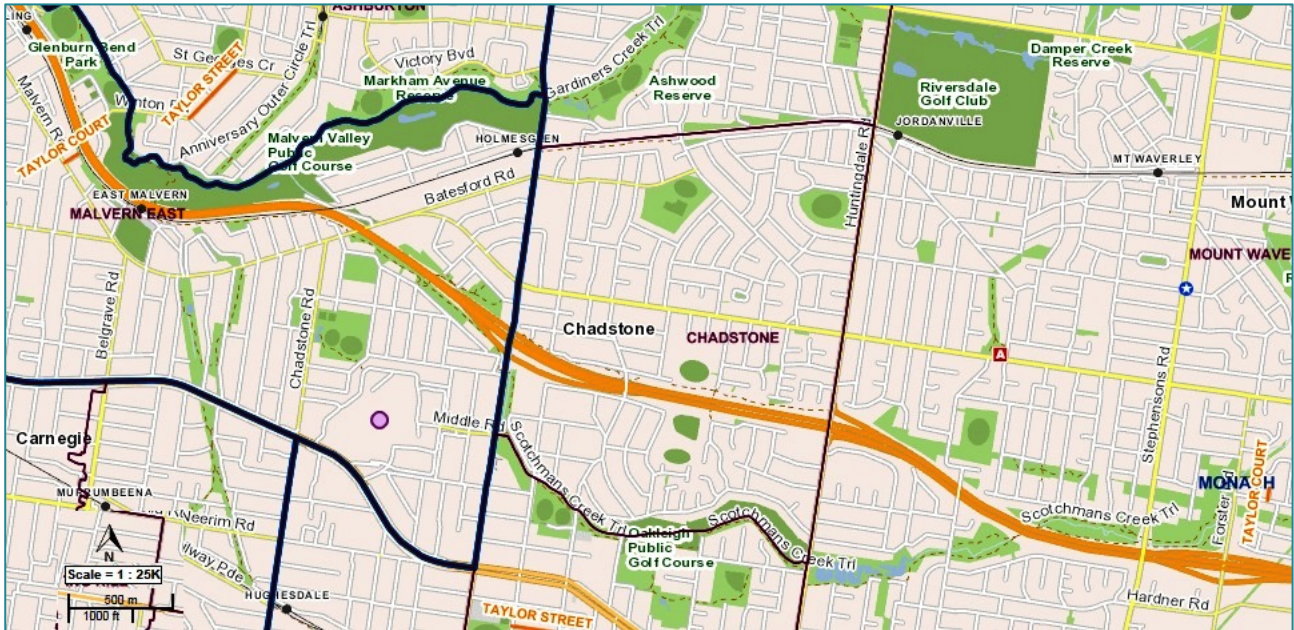 ASHBURTON
LING
Glenburn Bend
Park
St Georges Cr
TAYLOR STREET
Anniversary Outer Circle Trl
Victory Bvd
Markham Avenue
Reserve
Gardiners Creek Trl
Ashwood
Reserve
Damper Creek
Reserve
Riversdale
Golf Club
Malvern Rd
TAYLOR COURT
Malvern Valley
Public
Golf Course
HOLMESGLEN
JORDANVILLE
MT WAVERLEY
Huntingdale Rd
EAST MALVERN
MALVERN EAST
Batesford Rd
Mount
MOUNT WAVE
Belgrave Rd
Chadstone Rd
Chadstone
CHADSTONE
A
Stephensons Rd
Middle Rd
Carnegie
Scotchmans Creek Trl
Scotchmans Creek Trl
Scotchmans Creek Trl
MURRUMBEENA
Neerim Rd
MONASH
TAYLOR COURT
Forster Rd
Oakleigh
Public
Golf Course
N
Scale = 1 : 25K
ilway Pde
500 m
1000 ft
HUGHESDALE
TAYLOR STREET
Hardner Rd